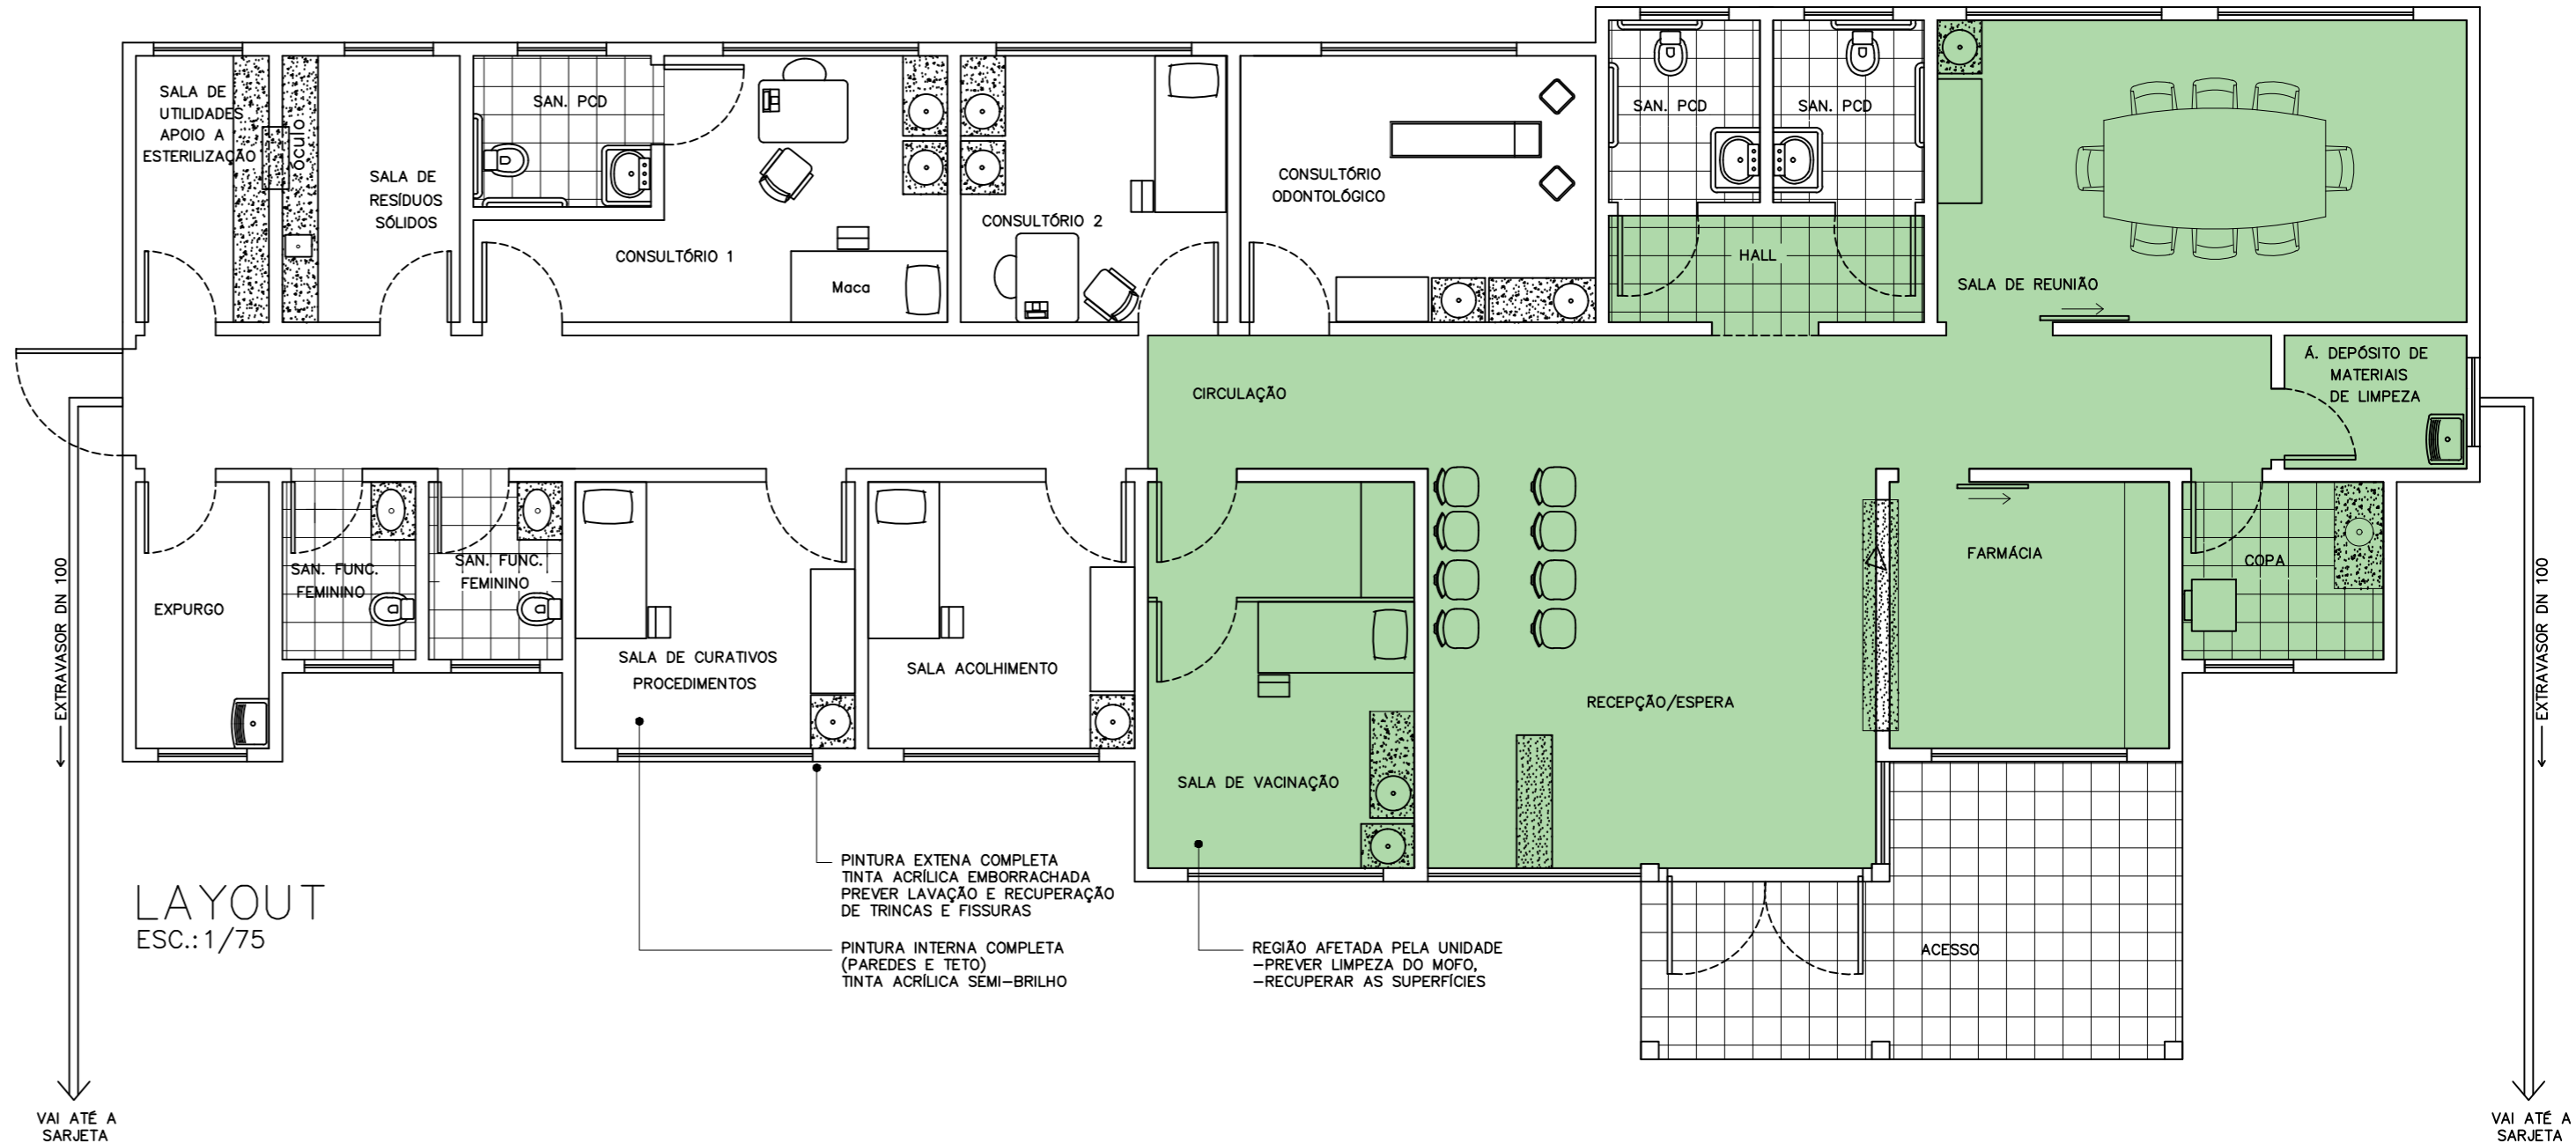 SALA DE
UTILIDADES
APOIO A
ESTERILIZAÇÃO
ÓCULO
SALA DE
RESÍDUOS
SÓLIDOS
SAN. PCD
CONSULTÓRIO 1
Maca
CONSULTÓRIO 2
CONSULTÓRIO
ODONTOLÓGICO
SAN. PCD
SAN. PCD
HALL
SALA DE REUNIÃO
CIRCULAÇÃO
Á. DEPÓSITO DE
MATERIAIS
DE LIMPEZA
EXPURGO
SAN. FUNC.
FEMININO
SAN. FUNC.
FEMININO
SALA DE CURATIVOS
PROCEDIMENTOS
SALA ACOLHIMENTO
SALA DE VACINAÇÃO
RECEPÇÃO/ESPERA
FARMÁCIA
COPA
ACESSO
EXTRAVASOR DN 100
EXTRAVASOR DN 100
PINTURA EXTENA COMPLETA
TINTA ACRÍLICA EMBORRACHADA
PREVER LAVAÇÃO E RECUPERAÇÃO
DE TRINCAS E FISSURAS
PINTURA INTERNA COMPLETA
(PAREDES E TETO)
TINTA ACRÍLICA SEMI-BRILHO
REGIÃO AFETADA PELA UNIDADE
-PREVER LIMPEZA DO MOFO,
-RECUPERAR AS SUPERFÍCIES
LAYOUT
ESC.: 1/75
VAI ATÉ A
SARJETA
VAI ATÉ A
SARJETA